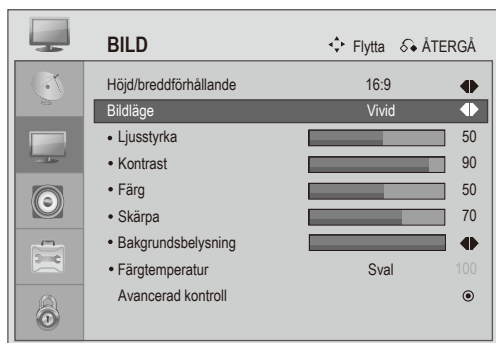 BILD
Flytta ÅTERGÅ
Höjd/breddförhållande 16:9
Bildläge Vivid
• Ljusstyrka 50
• Kontrast 90
• Färg 50
• Skärpa 70
• Bakgrundsbelysning
• Färgtemperatur Sval 100
Avancerad kontroll